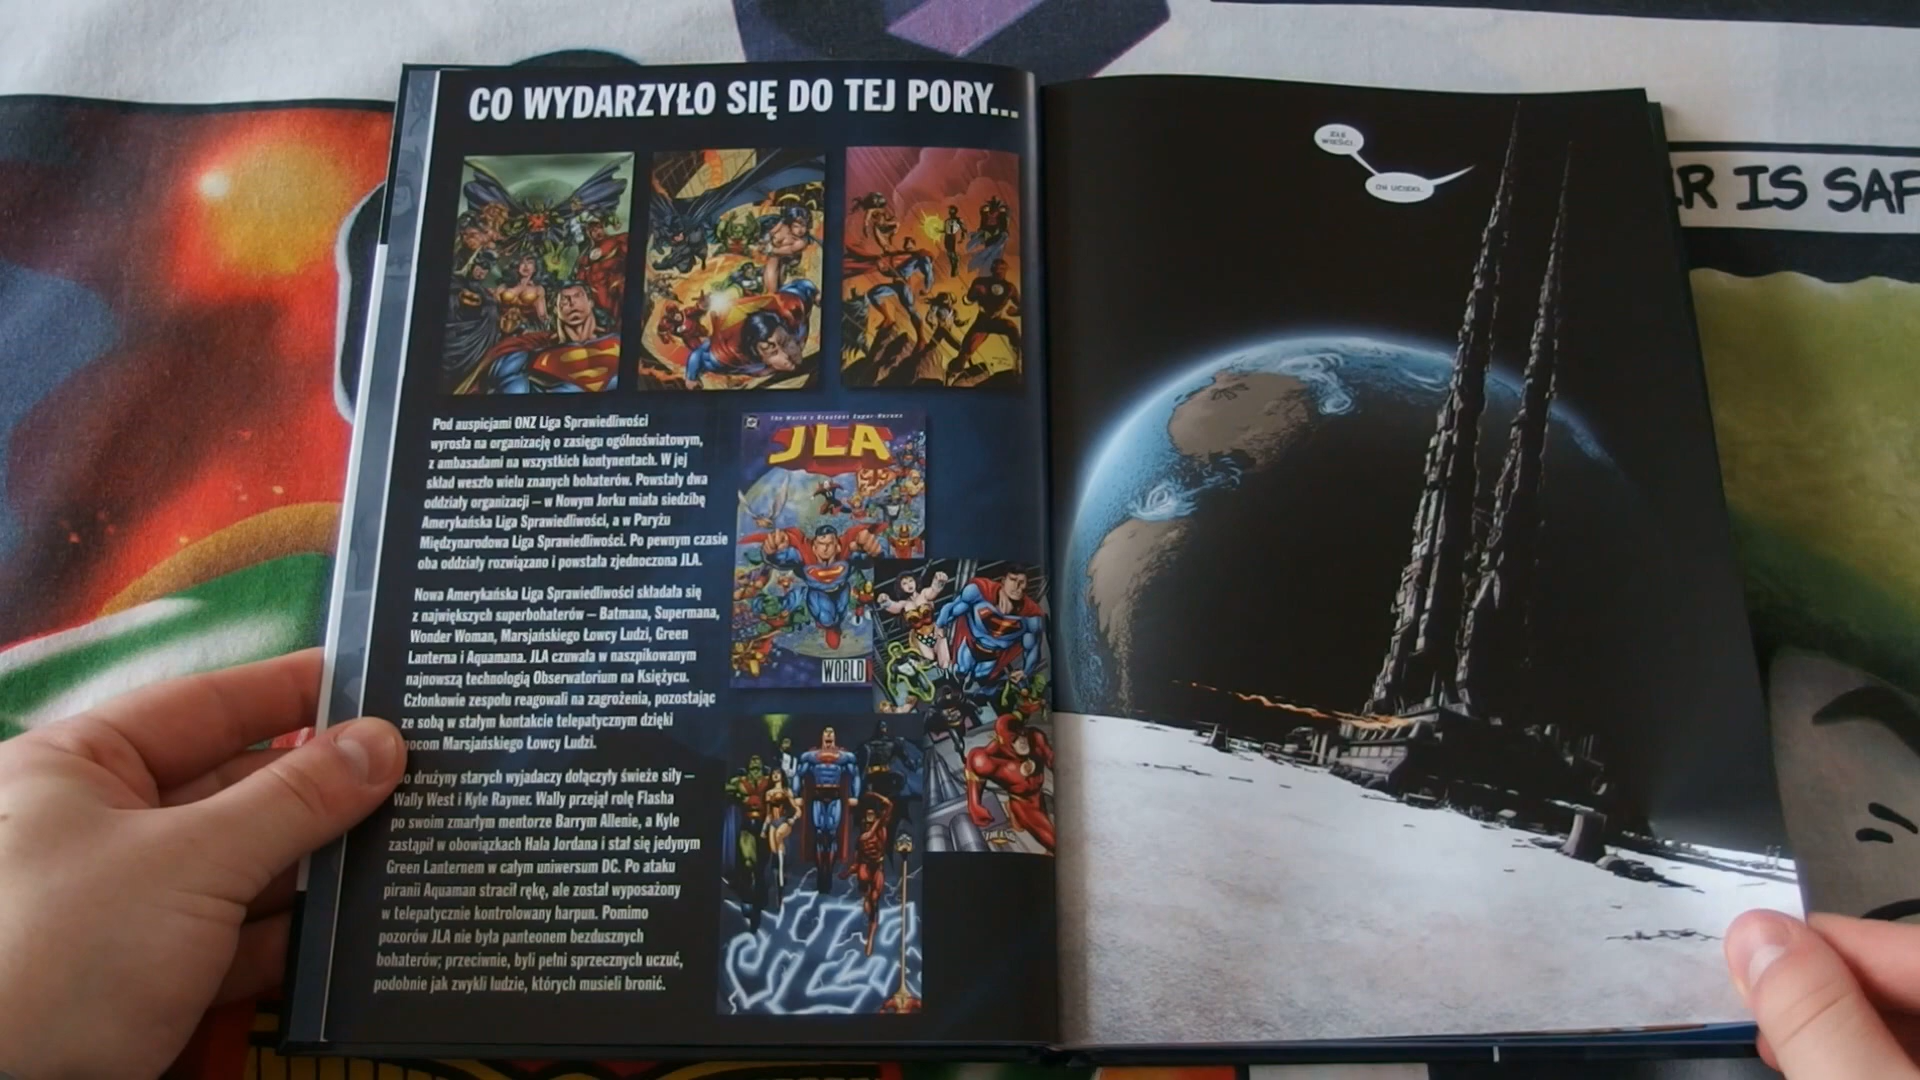 CO WYDARZYŁO SIĘ DO TEJ PORY...
Pod auspicjami ONZ Liga Sprawiedliwości
wyrosła na organizację o zasięgu ogólnoświatowym,
z ambasadami na wszystkich kontynentach. W jej
skład weszło wielu znanych bohaterów. Powstały dwa
oddziały organizacji – w Nowym Jorku miała siedzibę
Amerykańska Liga Sprawiedliwości, a w Paryżu
Międzynarodowa Liga Sprawiedliwości. Po pewnym czasie
oba oddziały rozwiązano i powstała zjednoczona JLA.
Nowa Amerykańska Liga Sprawiedliwości składała się
z największych superbohaterów – Batmana, Supermana,
Wonder Woman, Marsjańskiego Łowcy Ludzi, Green
Lanterna i Aquamana. JLA czuwała w naszpikowanym
najnowszą technologią Obserwatorium na Księżycu.
Członkowie zespołu reagowali na zagrożenia, pozostając
ze sobą w stałym kontakcie telepatycznym dzięki
mocom Marsjańskiego Łowcy Ludzi.
o drużyny starych wyjadaczy dołączyły świeże siły –
Wally West i Kyle Rayner. Wally przejął rolę Flasha
po swoim zmarłym mentorze Barrym Allenie, a Kyle
zastąpił w obowiązkach Hala Jordana i stał się jedynym
Green Lanternem w całym uniwersum DC. Po ataku
piranii Aquaman stracił rękę, ale został wyposażony
w telepatycznie kontrolowany harpun. Pomimo
pozorów JLA nie była panteonem bezdusznych
bohaterów; przeciwnie, byli pełni sprzecznych uczuć,
podobnie jak zwykli ludzie, których musieli bronić.
The World's Greatest Super-Heroes
JLA
WORLD
JLA
ZŁE
WIEŚCI.
ON UCIEKŁ.
R IS SAF